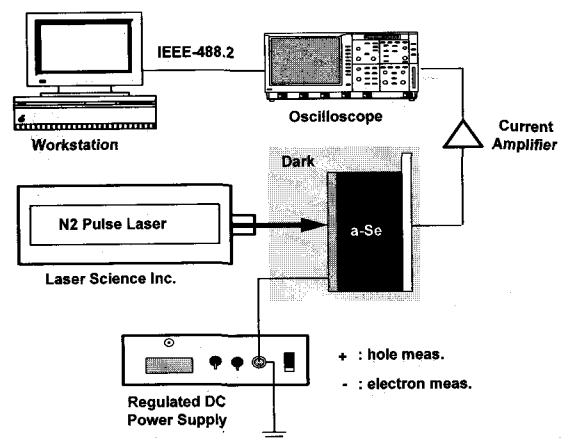 IEEE-488.2
Workstation
Oscilloscope
Current
Amplifier
Dark
N2 Pulse Laser
a-Se
Laser Science Inc.
+ : hole meas.
- : electron meas.
Regulated DC
Power Supply